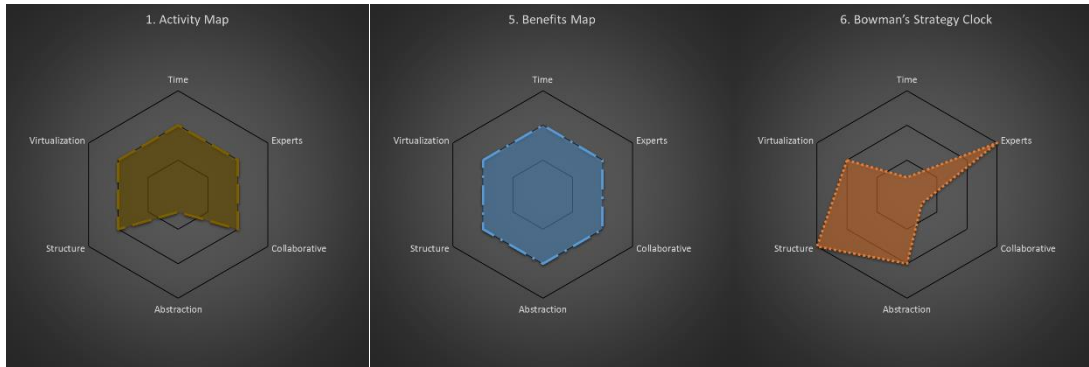 1. Activity Map
Time
Virtualization
Experts
Structure
Collaborative
Abstraction
5. Benefits Map
Time
Virtualization
Experts
Structure
Collaborative
Abstraction
6. Bowman's Strategy Clock
Time
Virtualization
Experts
Structure
Collaborative
Abstraction